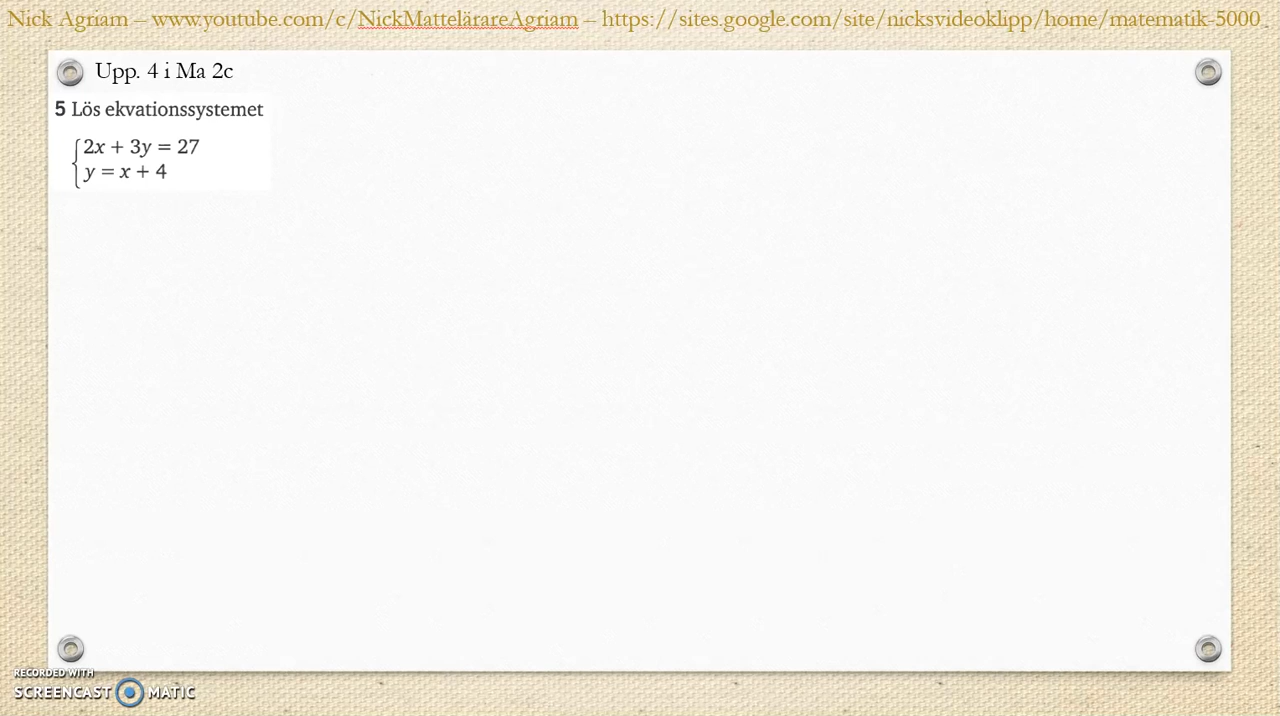 Nick Agriam – www.youtube.com/c/NickMattelärareAgriam – https://sites.google.com/site/nicksvideoklipp/home/matematik-5000
Upp. 4 i Ma 2c
5 Lös ekvationssystemet
2x + 3y = 27
y = x + 4
RECORDED WITH
SCREENCAST MATIC